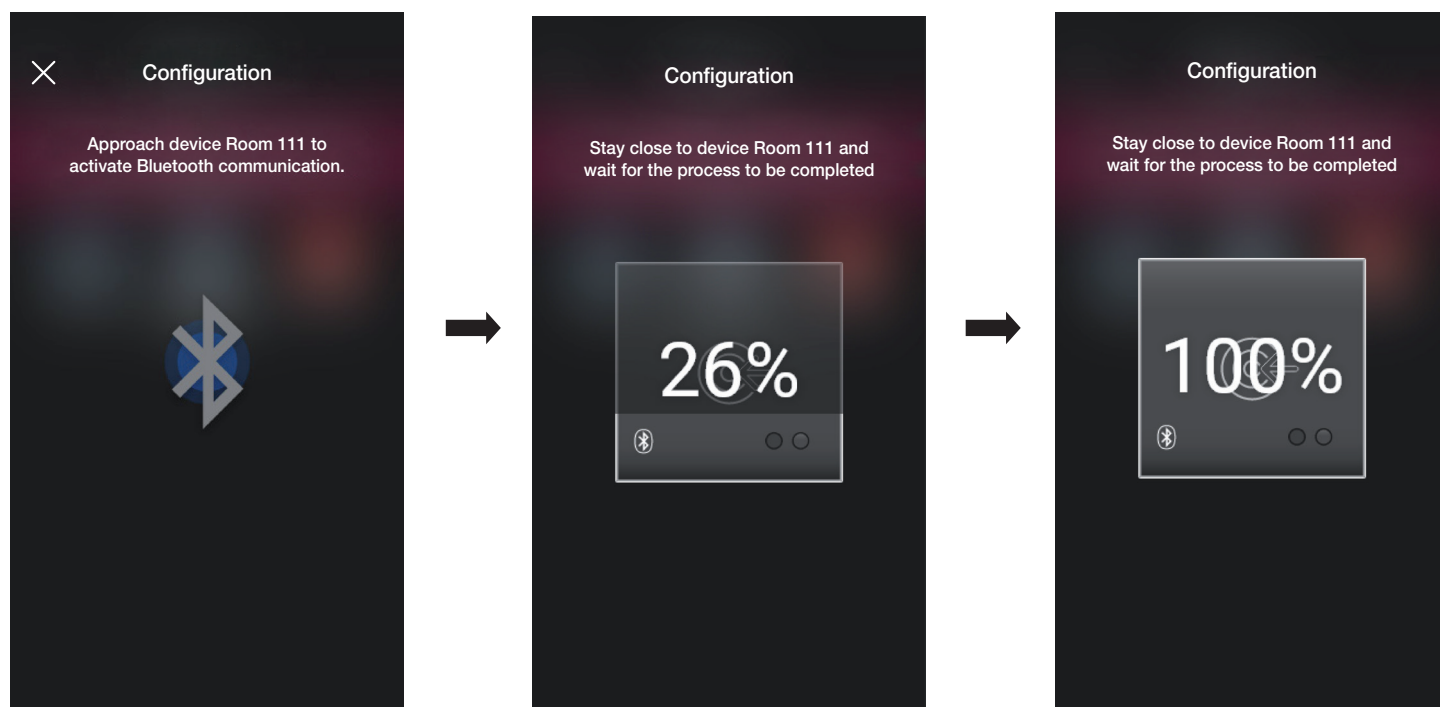 Configuration
Approach device Room 111 to
activate Bluetooth communication.
Configuration
Stay close to device Room 111 and
wait for the process to be completed
26%
Configuration
Stay close to device Room 111 and
wait for the process to be completed
100%